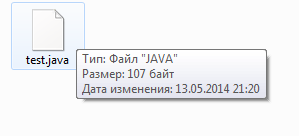 test.java
Тип: Файл "JAVA"
Размер: 107 байт
Дата изменения: 13.05.2014 21:20